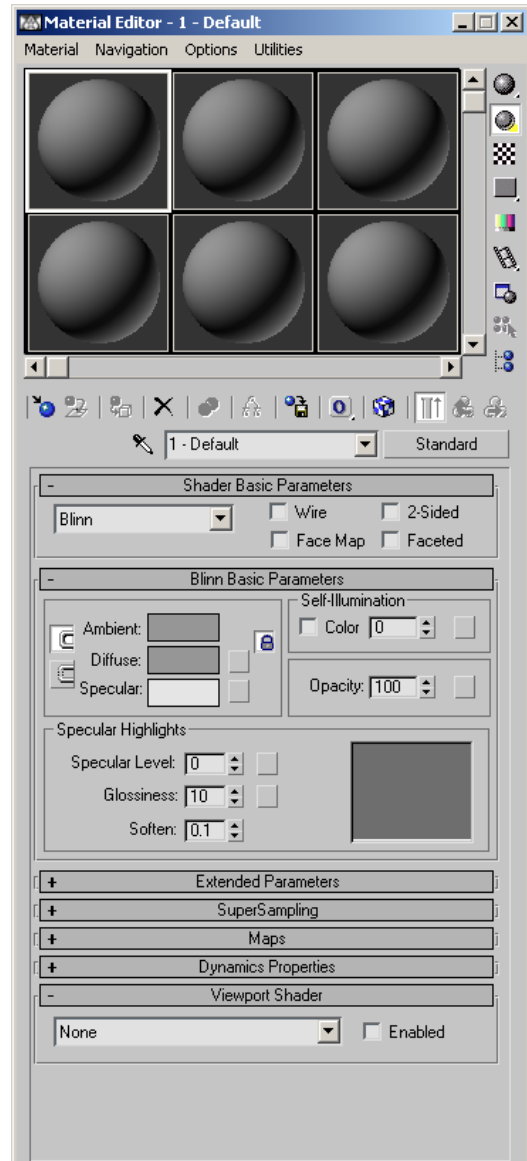 Material Editor - 1 - Default
Material Navigation Options Utilities
1 - Default Standard
- Shader Basic Parameters
Blinn Wire 2-Sided
Face Map Faceted
- Blinn Basic Parameters
Self-Illumination
Ambient: Color 0
Diffuse:
Specular: Opacity: 100
Specular Highlights
Specular Level: 0
Glossiness: 10
Soften: 0.1
+ Extended Parameters
+ SuperSampling
+ Maps
+ Dynamics Properties
- Viewport Shader
None Enabled